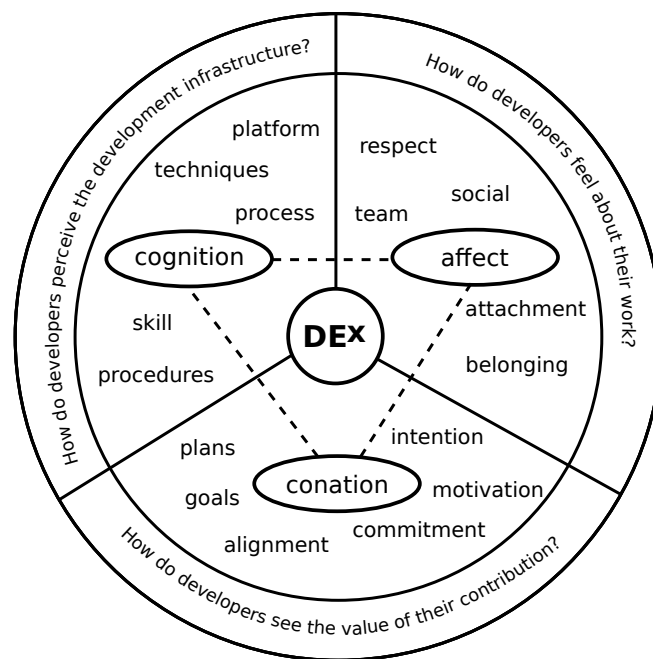 How do developers perceive the development infrastructure?
How do developers feel about their work?
platform
techniques
process
cognition
skill
procedures
respect
social
team
affect
attachment
belonging
DEx
intention
plans
conation
goals
motivation
commitment
alignment
How do developers see the value of their contribution?